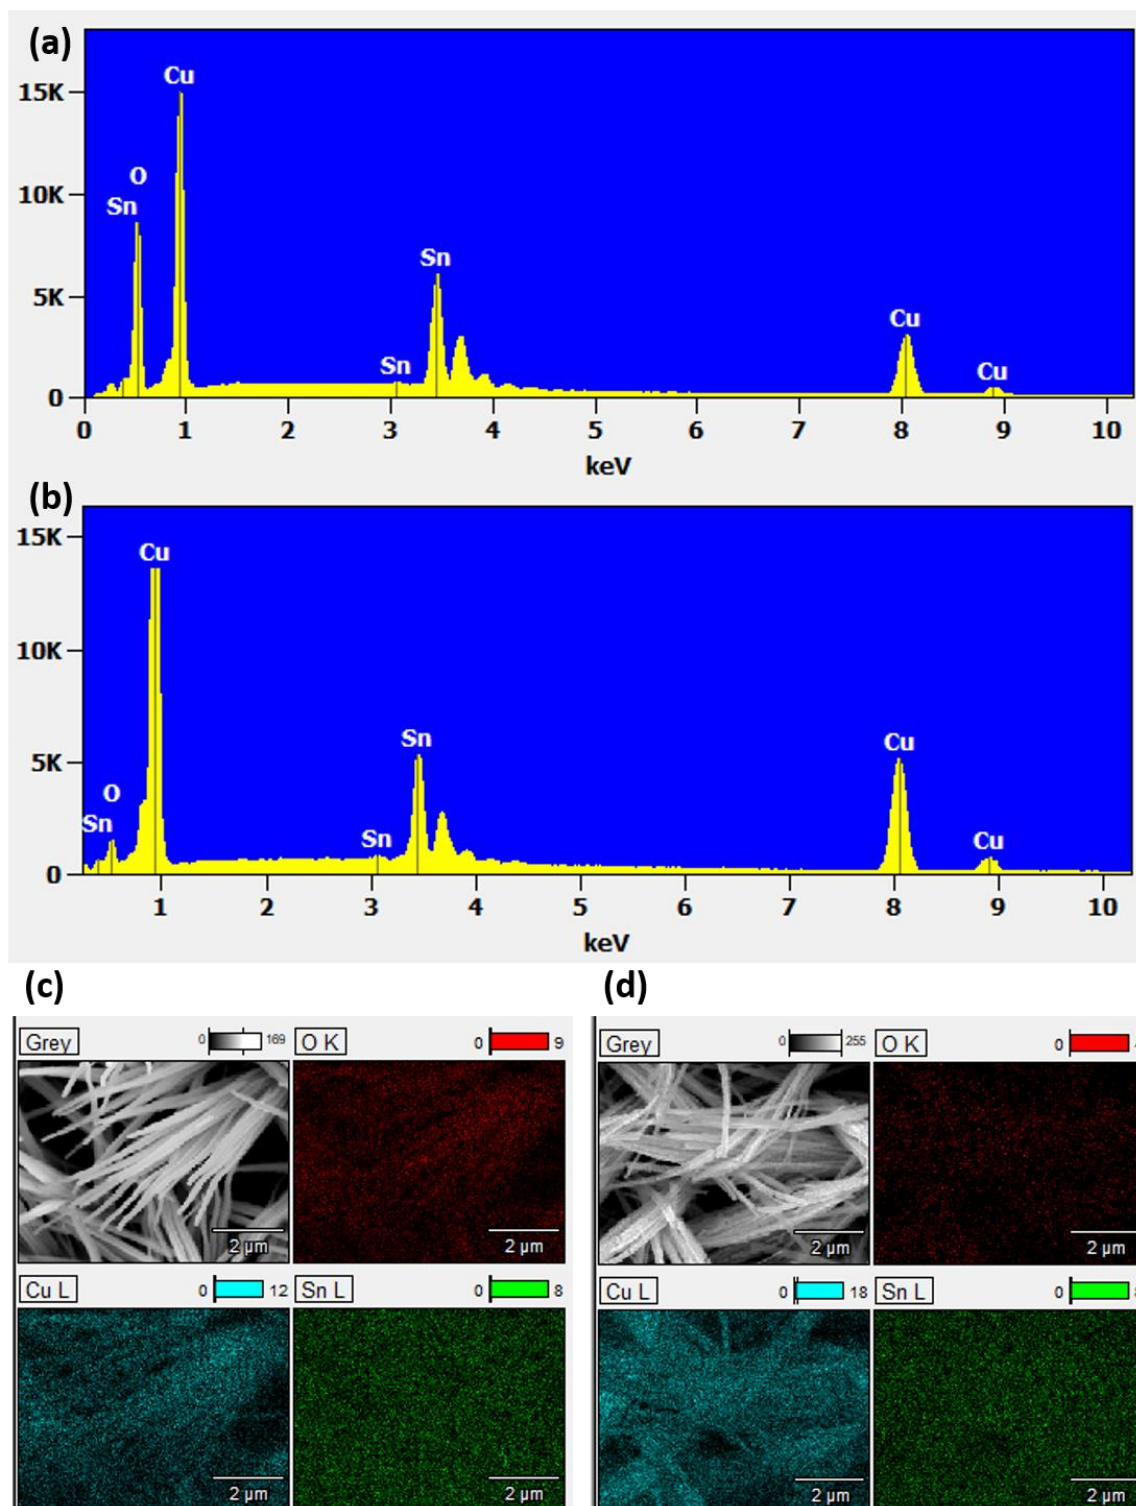 (a)
Cu
15K
O
10K
Sn
Sn
5K
Cu
Sn
Cu
0
0 1 2 3 4 5 6 7 8 9 10
keV
(b)
15K
Cu
10K
Sn
Cu
5K
O
Sn
Sn
Cu
0
1 2 3 4 5 6 7 8 9 10
keV
(c) (d)
Grey 0 169 O K 0 9
2 µm 2 µm
Cu L 0 12 Sn L 0 8
2 µm 2 µm
Grey 0 255 O K 0
2 µm 2 µm
Cu L 0 18 Sn L 0
2 µm 2 µm